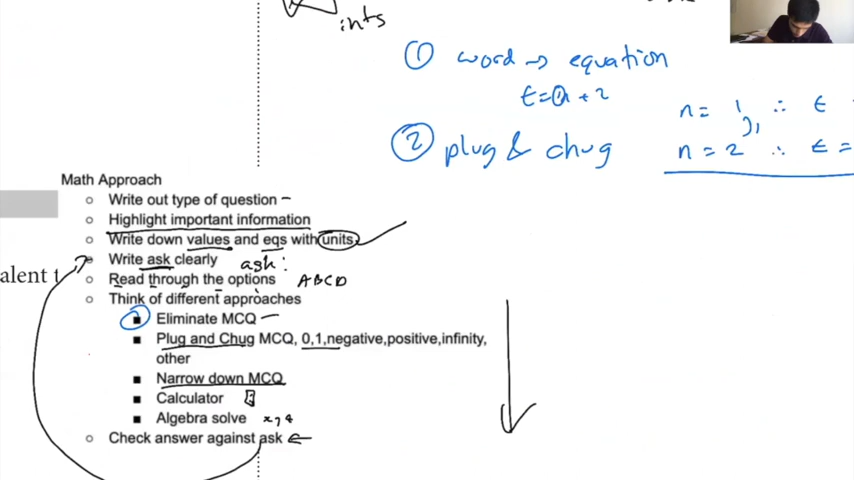 ints
① word → equation
t = n + 2
n = 1 ∴ t
② plug & chug
n = 2 ∴ t =
Math Approach
Write out type of question –
Highlight important information
Write down values and eqs with units
Write ask clearly ask:
alent t
Read through the options ABCD
Think of different approaches
Eliminate MCQ –
Plug and Chug MCQ, 0,1,negative,positive,infinity,
other
Narrow down MCQ
Calculator
Algebra solve
Check answer against ask ←